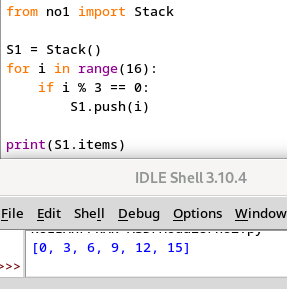 from no1 import Stack
S1 = Stack()
for i in range(16):
    if i % 3 == 0:
        S1.push(i)
print(S1.items)
IDLE Shell 3.10.4
File Edit Shell Debug Options Window
[0, 3, 6, 9, 12, 15]
>>>